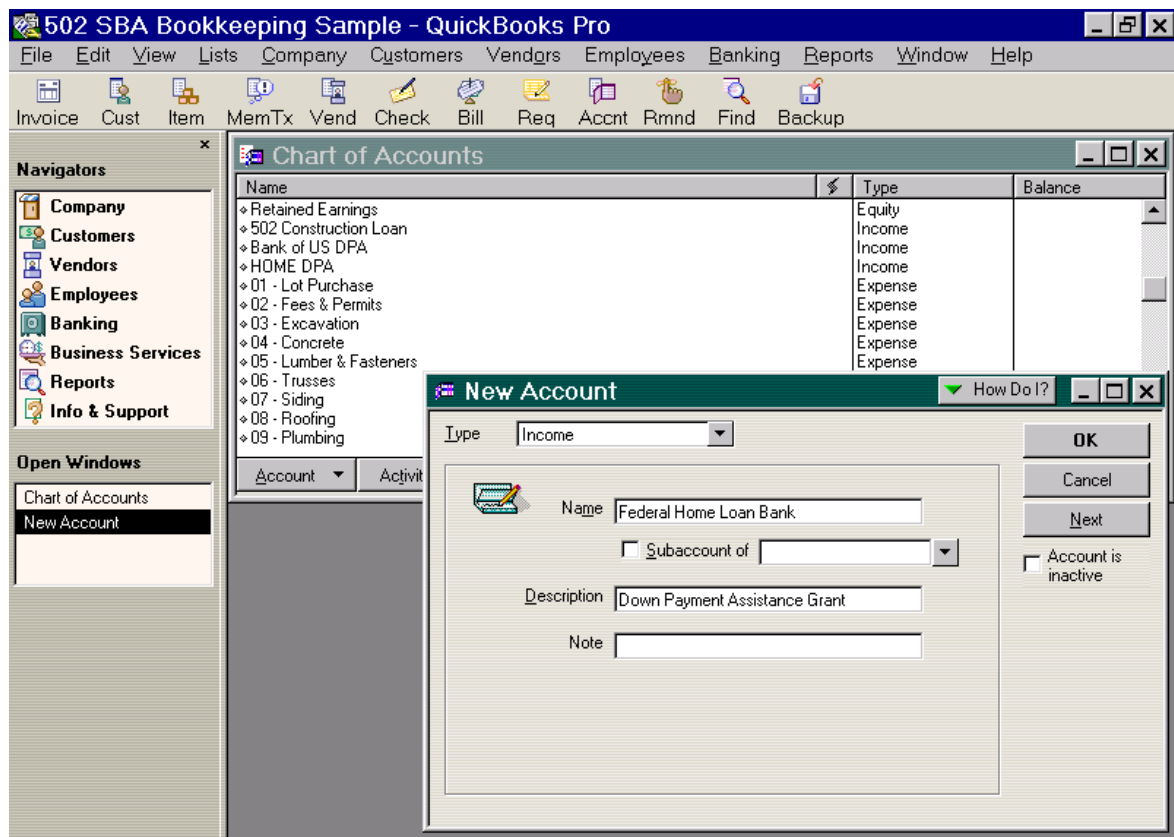 502 SBA Bookkeeping Sample - QuickBooks Pro
File Edit View Lists Company Customers Vendors Employees Banking Reports Window Help
Invoice Cust Item MemTx Vend Check Bill Req Accnt Rmnd Find Backup
Navigators
Company
Customers
Vendors
Employees
Banking
Business Services
Reports
Info & Support
Open Windows
Chart of Accounts
New Account
Chart of Accounts
Name Type Balance
Retained Earnings Equity
502 Construction Loan Income
Bank of US DPA Income
HOME DPA Income
01 - Lot Purchase Expense
02 - Fees & Permits Expense
03 - Excavation Expense
04 - Concrete Expense
05 - Lumber & Fasteners Expense
06 - Trusses
07 - Siding
08 - Roofing
09 - Plumbing
Account Activit
New Account How Do I?
Type Income
OK
Cancel
Next
Account is
inactive
Name Federal Home Loan Bank
Subaccount of
Description Down Payment Assistance Grant
Note